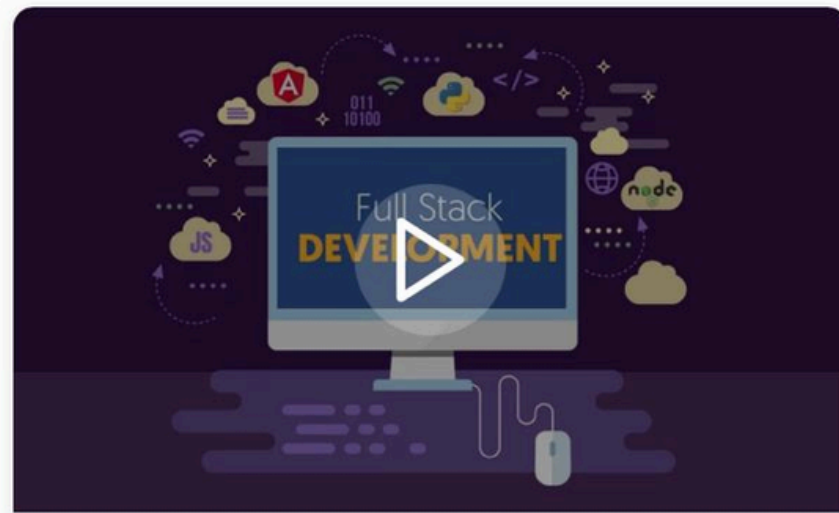 011
10100
</>
node
JS
Full Stack
DEVELOPMENT